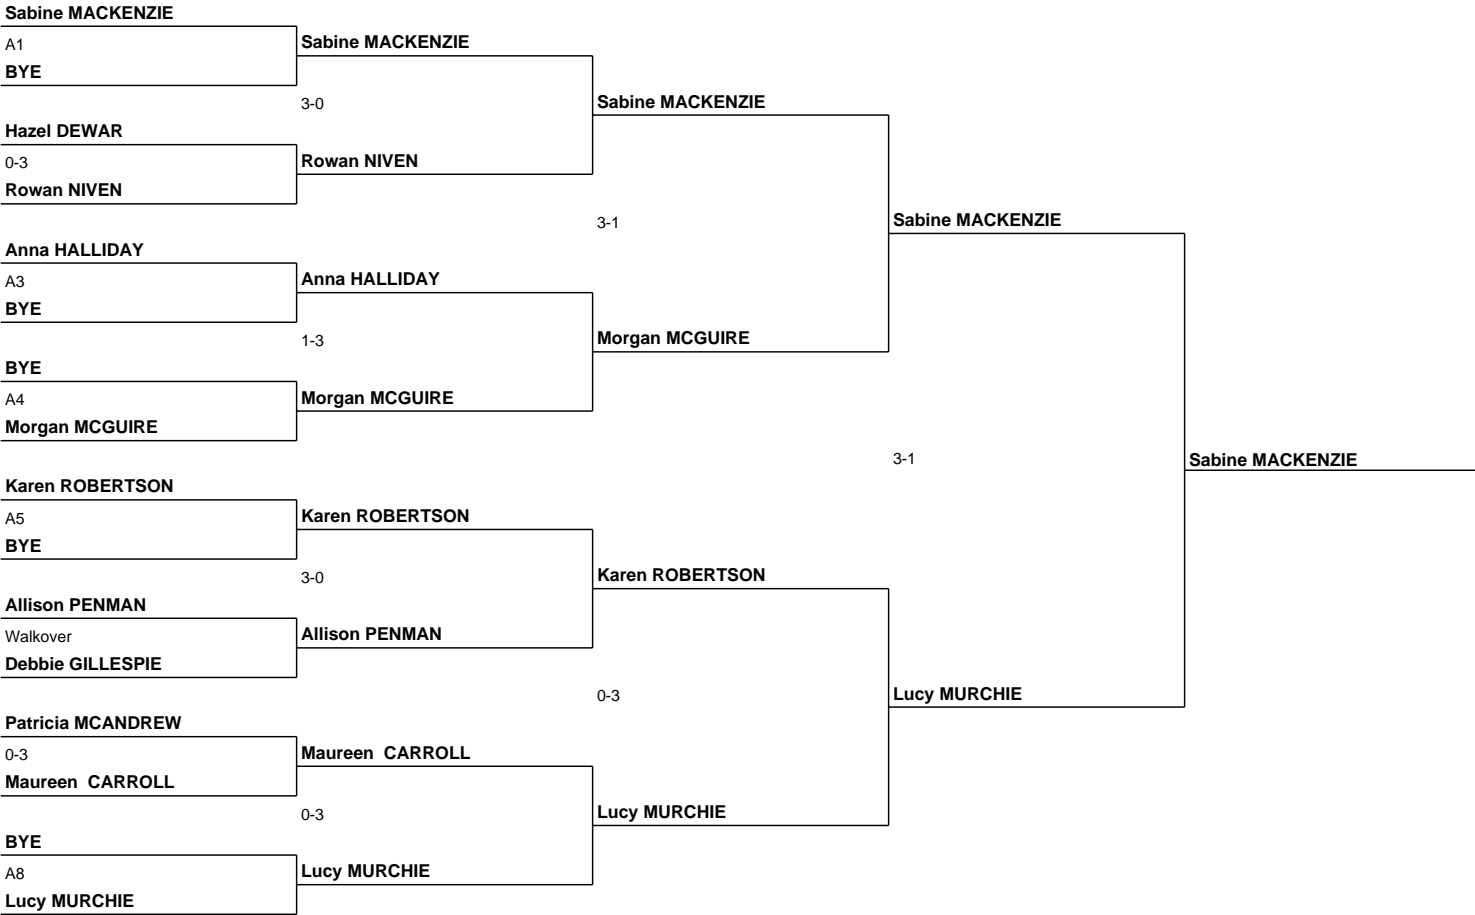 Sabine MACKENZIE
A1
BYE
Hazel DEWAR
0-3
Rowan NIVEN
Anna HALLIDAY
A3
BYE
BYE
A4
Morgan MCGUIRE
Karen ROBERTSON
A5
BYE
Allison PENMAN
Walkover
Debbie GILLESPIE
Patricia MCANDREW
0-3
Maureen  CARROLL
BYE
A8
Lucy MURCHIE
Sabine MACKENZIE
3-0
Rowan NIVEN
Anna HALLIDAY
1-3
Morgan MCGUIRE
Karen ROBERTSON
3-0
Allison PENMAN
Maureen  CARROLL
0-3
Lucy MURCHIE
Sabine MACKENZIE
3-1
Morgan MCGUIRE
Karen ROBERTSON
0-3
Lucy MURCHIE
Sabine MACKENZIE
3-1
Lucy MURCHIE
Sabine MACKENZIE